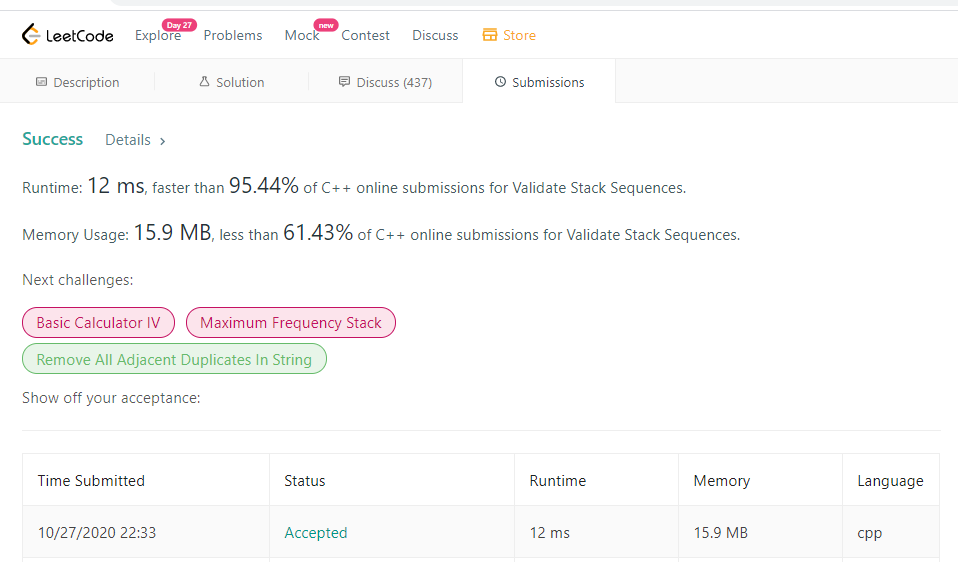 Day 27 new
LeetCode Explore Problems Mock Contest Discuss Store
Description Solution Discuss (437) Submissions
Success Details >
Runtime: 12 ms, faster than 95.44% of C++ online submissions for Validate Stack Sequences.
Memory Usage: 15.9 MB, less than 61.43% of C++ online submissions for Validate Stack Sequences.
Next challenges:
Basic Calculator IV Maximum Frequency Stack
Remove All Adjacent Duplicates In String
Show off your acceptance:
Time Submitted Status Runtime Memory Language
10/27/2020 22:33 Accepted 12 ms 15.9 MB cpp